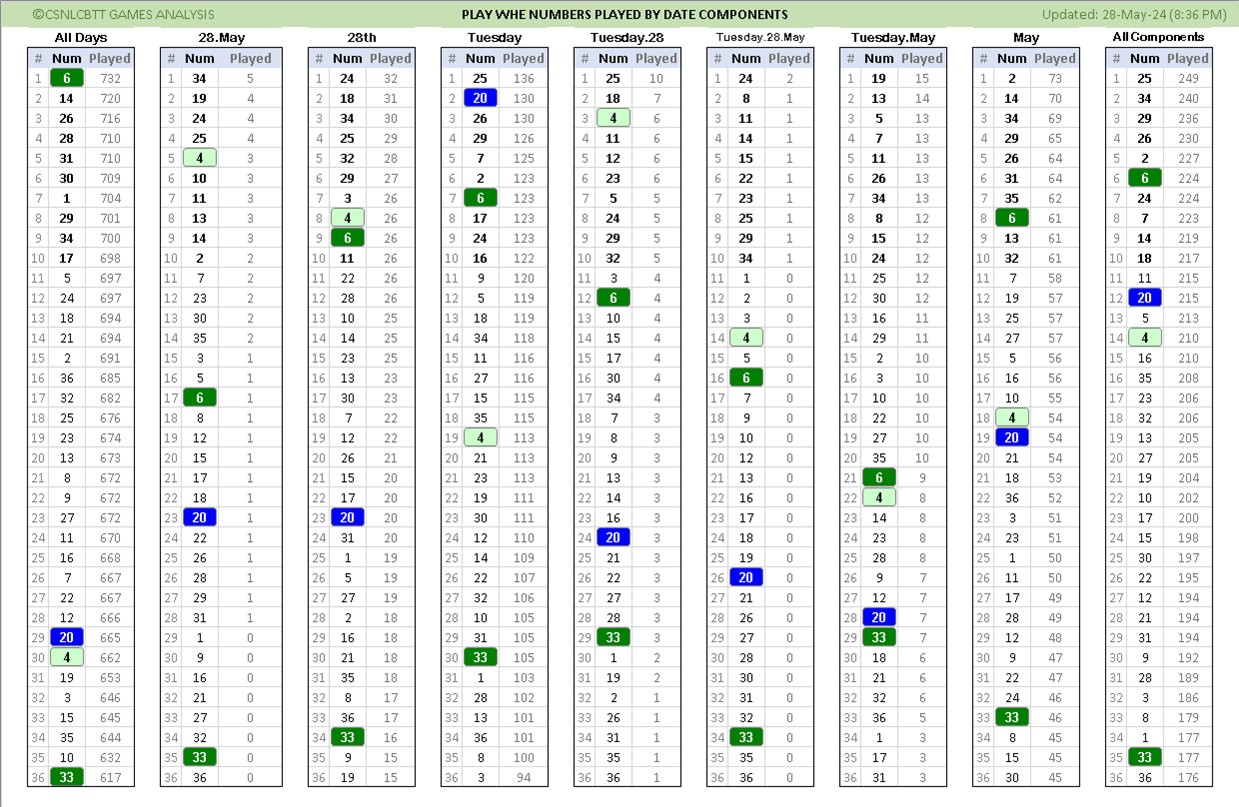 ©CSNLCBTT GAMES ANALYSIS PLAY WHE NUMBERS PLAYED BY DATE COMPONENTS Updated: 28-May-24 (8:36 PM)
All Days 28.May 28th Tuesday Tuesday.28 Tuesday.28.May Tuesday.May May All Components
# Num Played # Num Played # Num Played # Num Played # Num Played # Num Played # Num Played # Num Played # Num Played
1 6 732 1 34 5 1 24 32 1 25 136 1 25 10 1 24 2 1 19 15 1 2 73 1 25 249
2 14 720 2 19 4 2 18 31 2 20 130 2 18 7 2 8 1 2 13 14 2 14 70 2 34 240
3 26 716 3 24 4 3 34 30 3 26 130 3 4 6 3 11 1 3 5 13 3 34 69 3 29 236
4 28 710 4 25 4 4 25 29 4 29 126 4 11 6 4 14 1 4 7 13 4 29 65 4 26 230
5 31 710 5 4 3 5 32 28 5 7 125 5 12 6 5 15 1 5 11 13 5 26 64 5 2 227
6 30 709 6 10 3 6 29 27 6 2 123 6 23 6 6 22 1 6 26 13 6 31 64 6 6 224
7 1 704 7 11 3 7 3 26 7 6 123 7 5 5 7 23 1 7 34 13 7 35 62 7 24 224
8 29 701 8 13 3 8 4 26 8 17 123 8 24 5 8 25 1 8 8 12 8 6 61 8 7 223
9 34 700 9 14 3 9 6 26 9 24 123 9 29 5 9 29 1 9 15 12 9 13 61 9 14 219
10 17 698 10 2 2 10 11 26 10 16 122 10 32 5 10 34 1 10 24 12 10 32 61 10 18 217
11 5 697 11 7 2 11 22 26 11 9 120 11 3 4 11 1 0 11 25 12 11 7 58 11 11 215
12 24 697 12 23 2 12 28 26 12 5 119 12 6 4 12 2 0 12 30 12 12 19 57 12 20 215
13 18 694 13 30 2 13 10 25 13 18 119 13 10 4 13 3 0 13 16 11 13 25 57 13 5 213
14 21 694 14 35 2 14 14 25 14 34 118 14 15 4 14 4 0 14 29 11 14 27 57 14 4 210
15 2 691 15 3 1 15 23 25 15 11 116 15 17 4 15 5 0 15 2 10 15 5 56 15 16 209
16 36 685 16 5 1 16 13 23 16 27 116 16 30 4 16 6 0 16 3 10 16 16 56 16 35 208
17 32 682 17 6 1 17 30 23 17 15 115 17 34 4 17 7 0 17 10 10 17 10 55 17 23 206
18 25 676 18 8 1 18 7 22 18 35 115 18 7 3 18 9 0 18 22 10 18 4 54 18 32 206
19 23 674 19 12 1 19 12 22 19 4 113 19 8 3 19 10 0 19 27 10 19 20 54 19 13 205
20 13 673 20 15 1 20 26 21 20 21 113 20 9 3 20 12 0 20 35 10 20 21 54 20 27 205
21 8 672 21 17 1 21 15 20 21 23 113 21 13 3 21 13 0 21 6 9 21 18 53 21 19 204
22 9 672 22 18 1 22 17 20 22 19 111 22 14 3 22 16 0 22 4 8 22 36 52 22 10 202
23 27 672 23 20 1 23 20 20 23 30 111 23 16 3 23 17 0 23 14 8 23 3 51 23 17 200
24 11 670 24 22 1 24 31 20 24 12 110 24 20 3 24 18 0 24 23 8 24 23 51 24 15 198
25 16 668 25 26 1 25 1 19 25 14 109 25 21 3 25 19 0 25 28 8 25 1 50 25 30 197
26 7 667 26 28 1 26 5 19 26 22 107 26 22 3 26 20 0 26 9 7 26 11 50 26 22 195
27 22 667 27 29 1 27 27 19 27 32 106 27 27 3 27 21 0 27 12 7 27 17 49 27 12 194
28 12 666 28 31 1 28 2 18 28 10 105 28 28 3 28 26 0 28 20 7 28 28 49 28 21 194
29 20 665 29 1 0 29 16 18 29 31 105 29 33 3 29 27 0 29 33 7 29 12 48 29 31 194
30 4 662 30 9 0 30 21 18 30 33 105 30 1 2 30 28 0 30 18 6 30 9 47 30 9 192
31 19 653 31 16 0 31 35 18 31 1 103 31 19 2 31 30 0 31 21 6 31 22 47 31 28 189
32 3 646 32 21 0 32 8 17 32 28 102 32 2 1 32 31 0 32 32 6 32 24 46 32 3 186
33 15 645 33 27 0 33 36 17 33 13 101 33 26 1 33 32 0 33 36 5 33 33 46 33 8 179
34 35 644 34 32 0 34 33 16 34 36 101 34 31 1 34 33 0 34 1 3 34 8 45 34 1 177
35 10 632 35 33 0 35 9 15 35 8 100 35 35 1 35 35 0 35 17 3 35 15 45 35 33 177
36 33 617 36 36 0 36 19 15 36 3 94 36 36 1 36 36 0 36 31 3 36 30 45 36 36 176